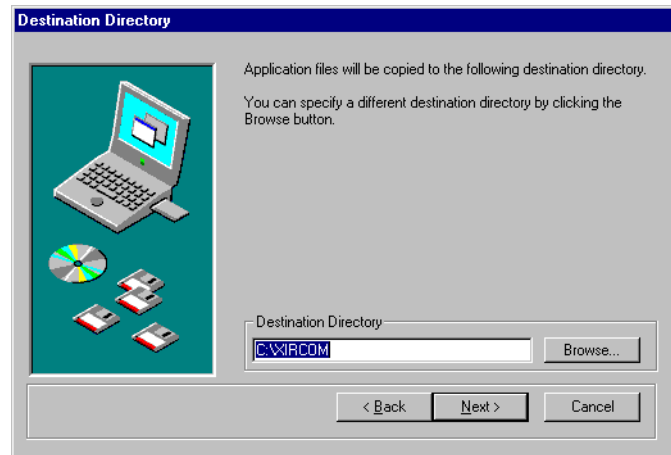 Destination Directory
Application files will be copied to the following destination directory.
You can specify a different destination directory by clicking the
Browse button.
Destination Directory
C:\XIRCOM
Browse...
< Back
Next >
Cancel